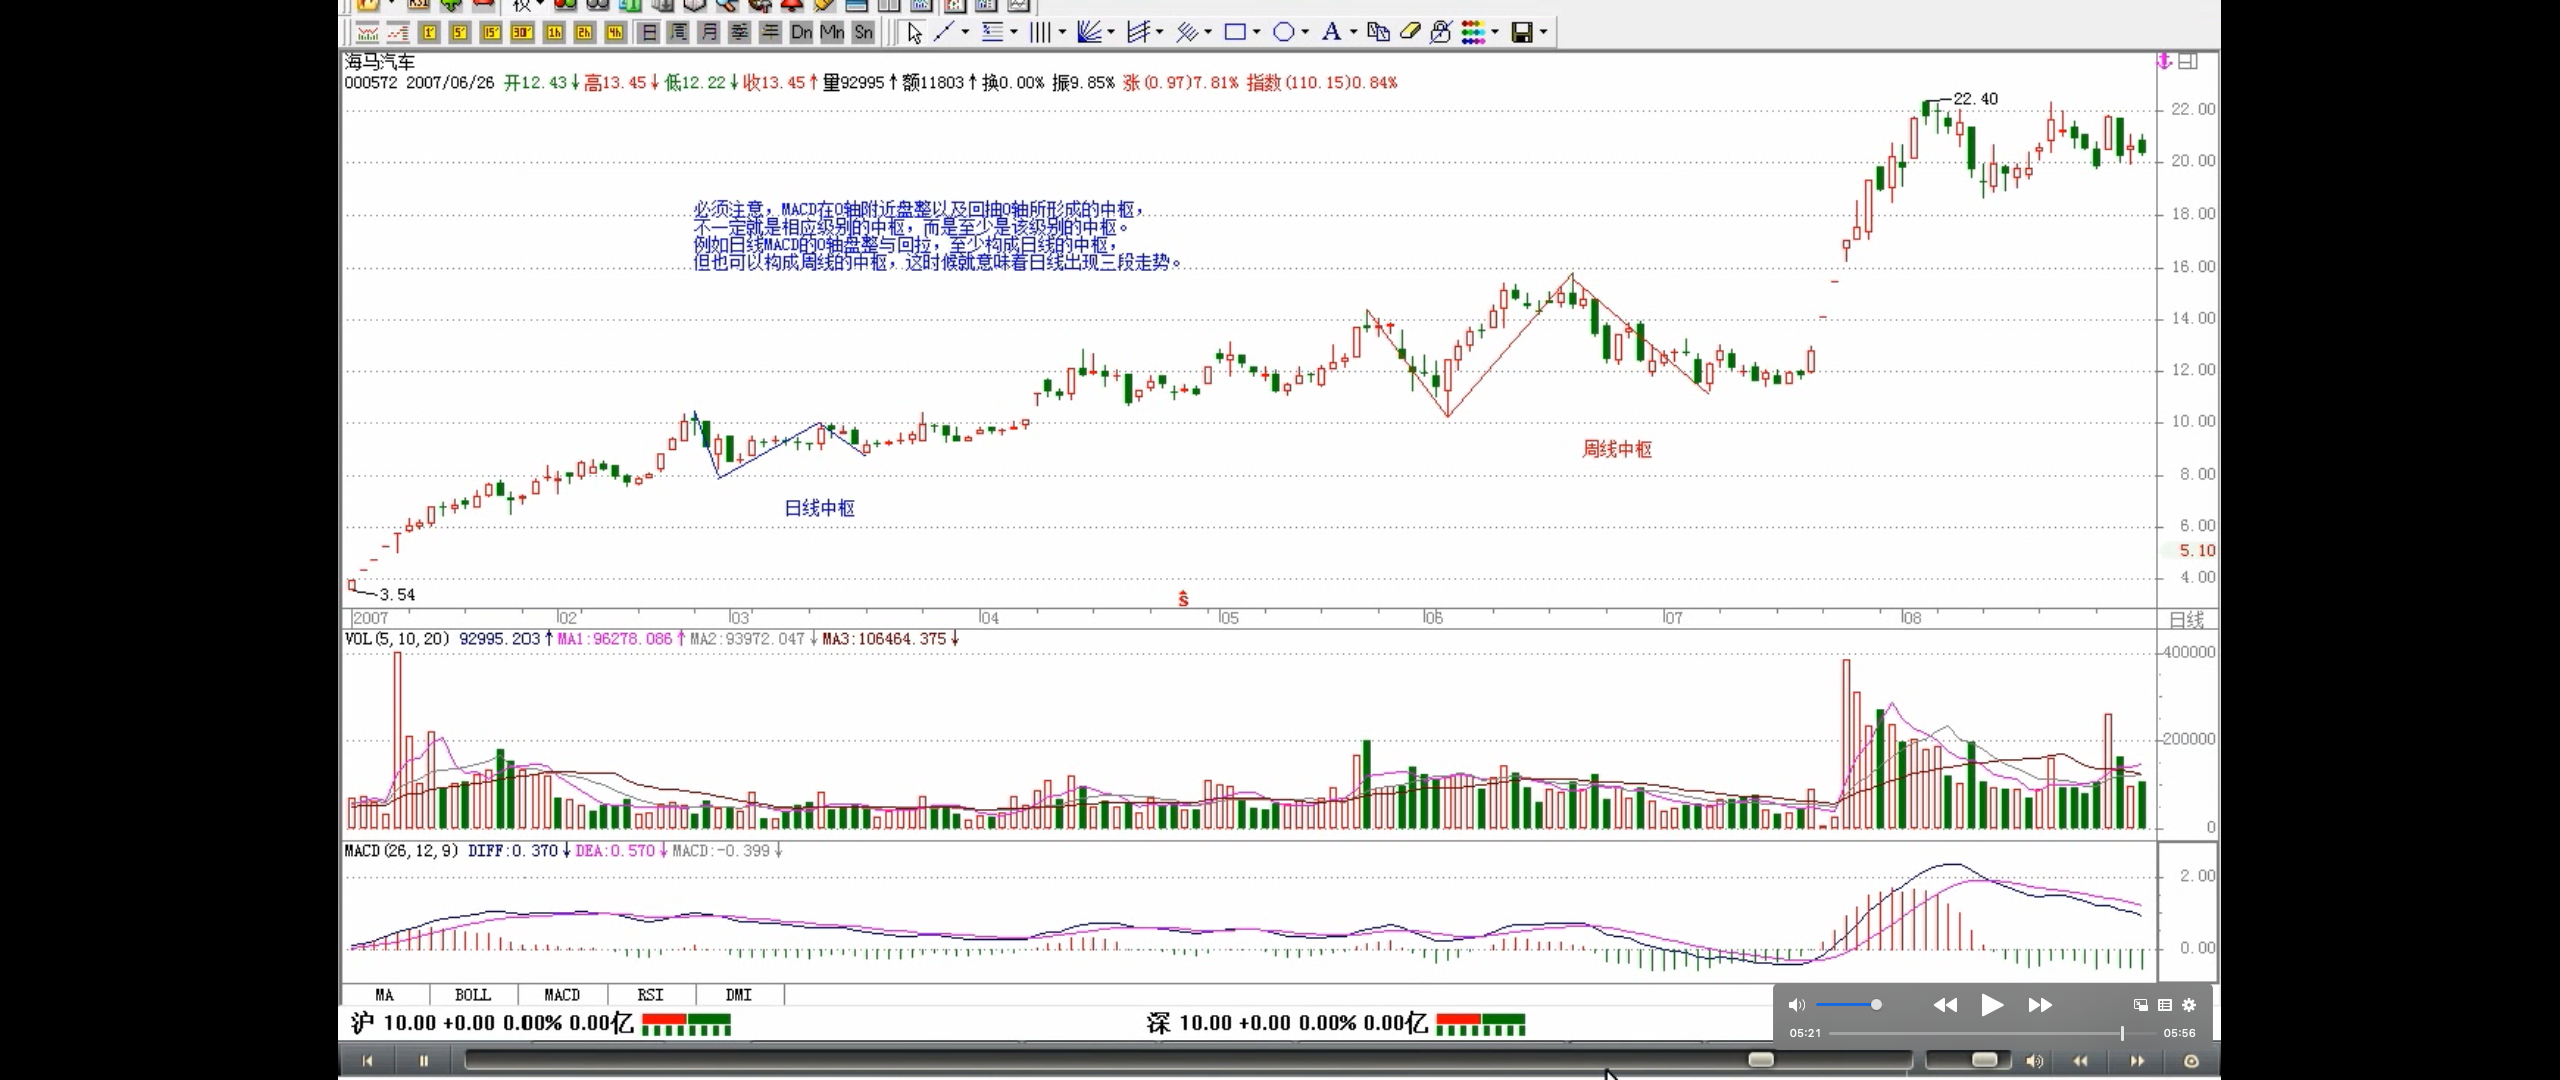 日 周 月 季 年 Dn Mn Sn
海马汽车
000572 2007/06/26 开12.43↓高13.45↓低12.22↓收13.45↑量92995↑额11803↑换0.00% 振9.85% 涨(0.97)7.81% 指数(110.15)0.84%
22.40
22.00
20.00
必须注意，MACD在0轴附近盘整以及回抽0轴所形成的中枢，
不一定就是相应级别的中枢，而是至少是该级别的中枢。
例如日线MACD的0轴盘整与回拉，至少构成日线的中枢，
但也可以构成周线的中枢，这时候就意味着日线出现三段走势。
18.00
16.00
14.00
12.00
10.00
周线中枢
8.00
日线中枢
6.00
5.10
4.00
3.54
2007 02 03 04 05 06 07 08 日线
VOL(5,10,20) 92995.203↑MA1:96278.086↑MA2:93972.047↓MA3:106464.375↓
400000
200000
0
MACD(26,12,9) DIFF:0.370↓DEA:0.570↓MACD:-0.399↓
2.00
0.00
MA BOLL MACD RSI DMI
沪 10.00 +0.00 0.00% 0.00亿 深 10.00 +0.00 0.00% 0.00亿
05:21 05:56